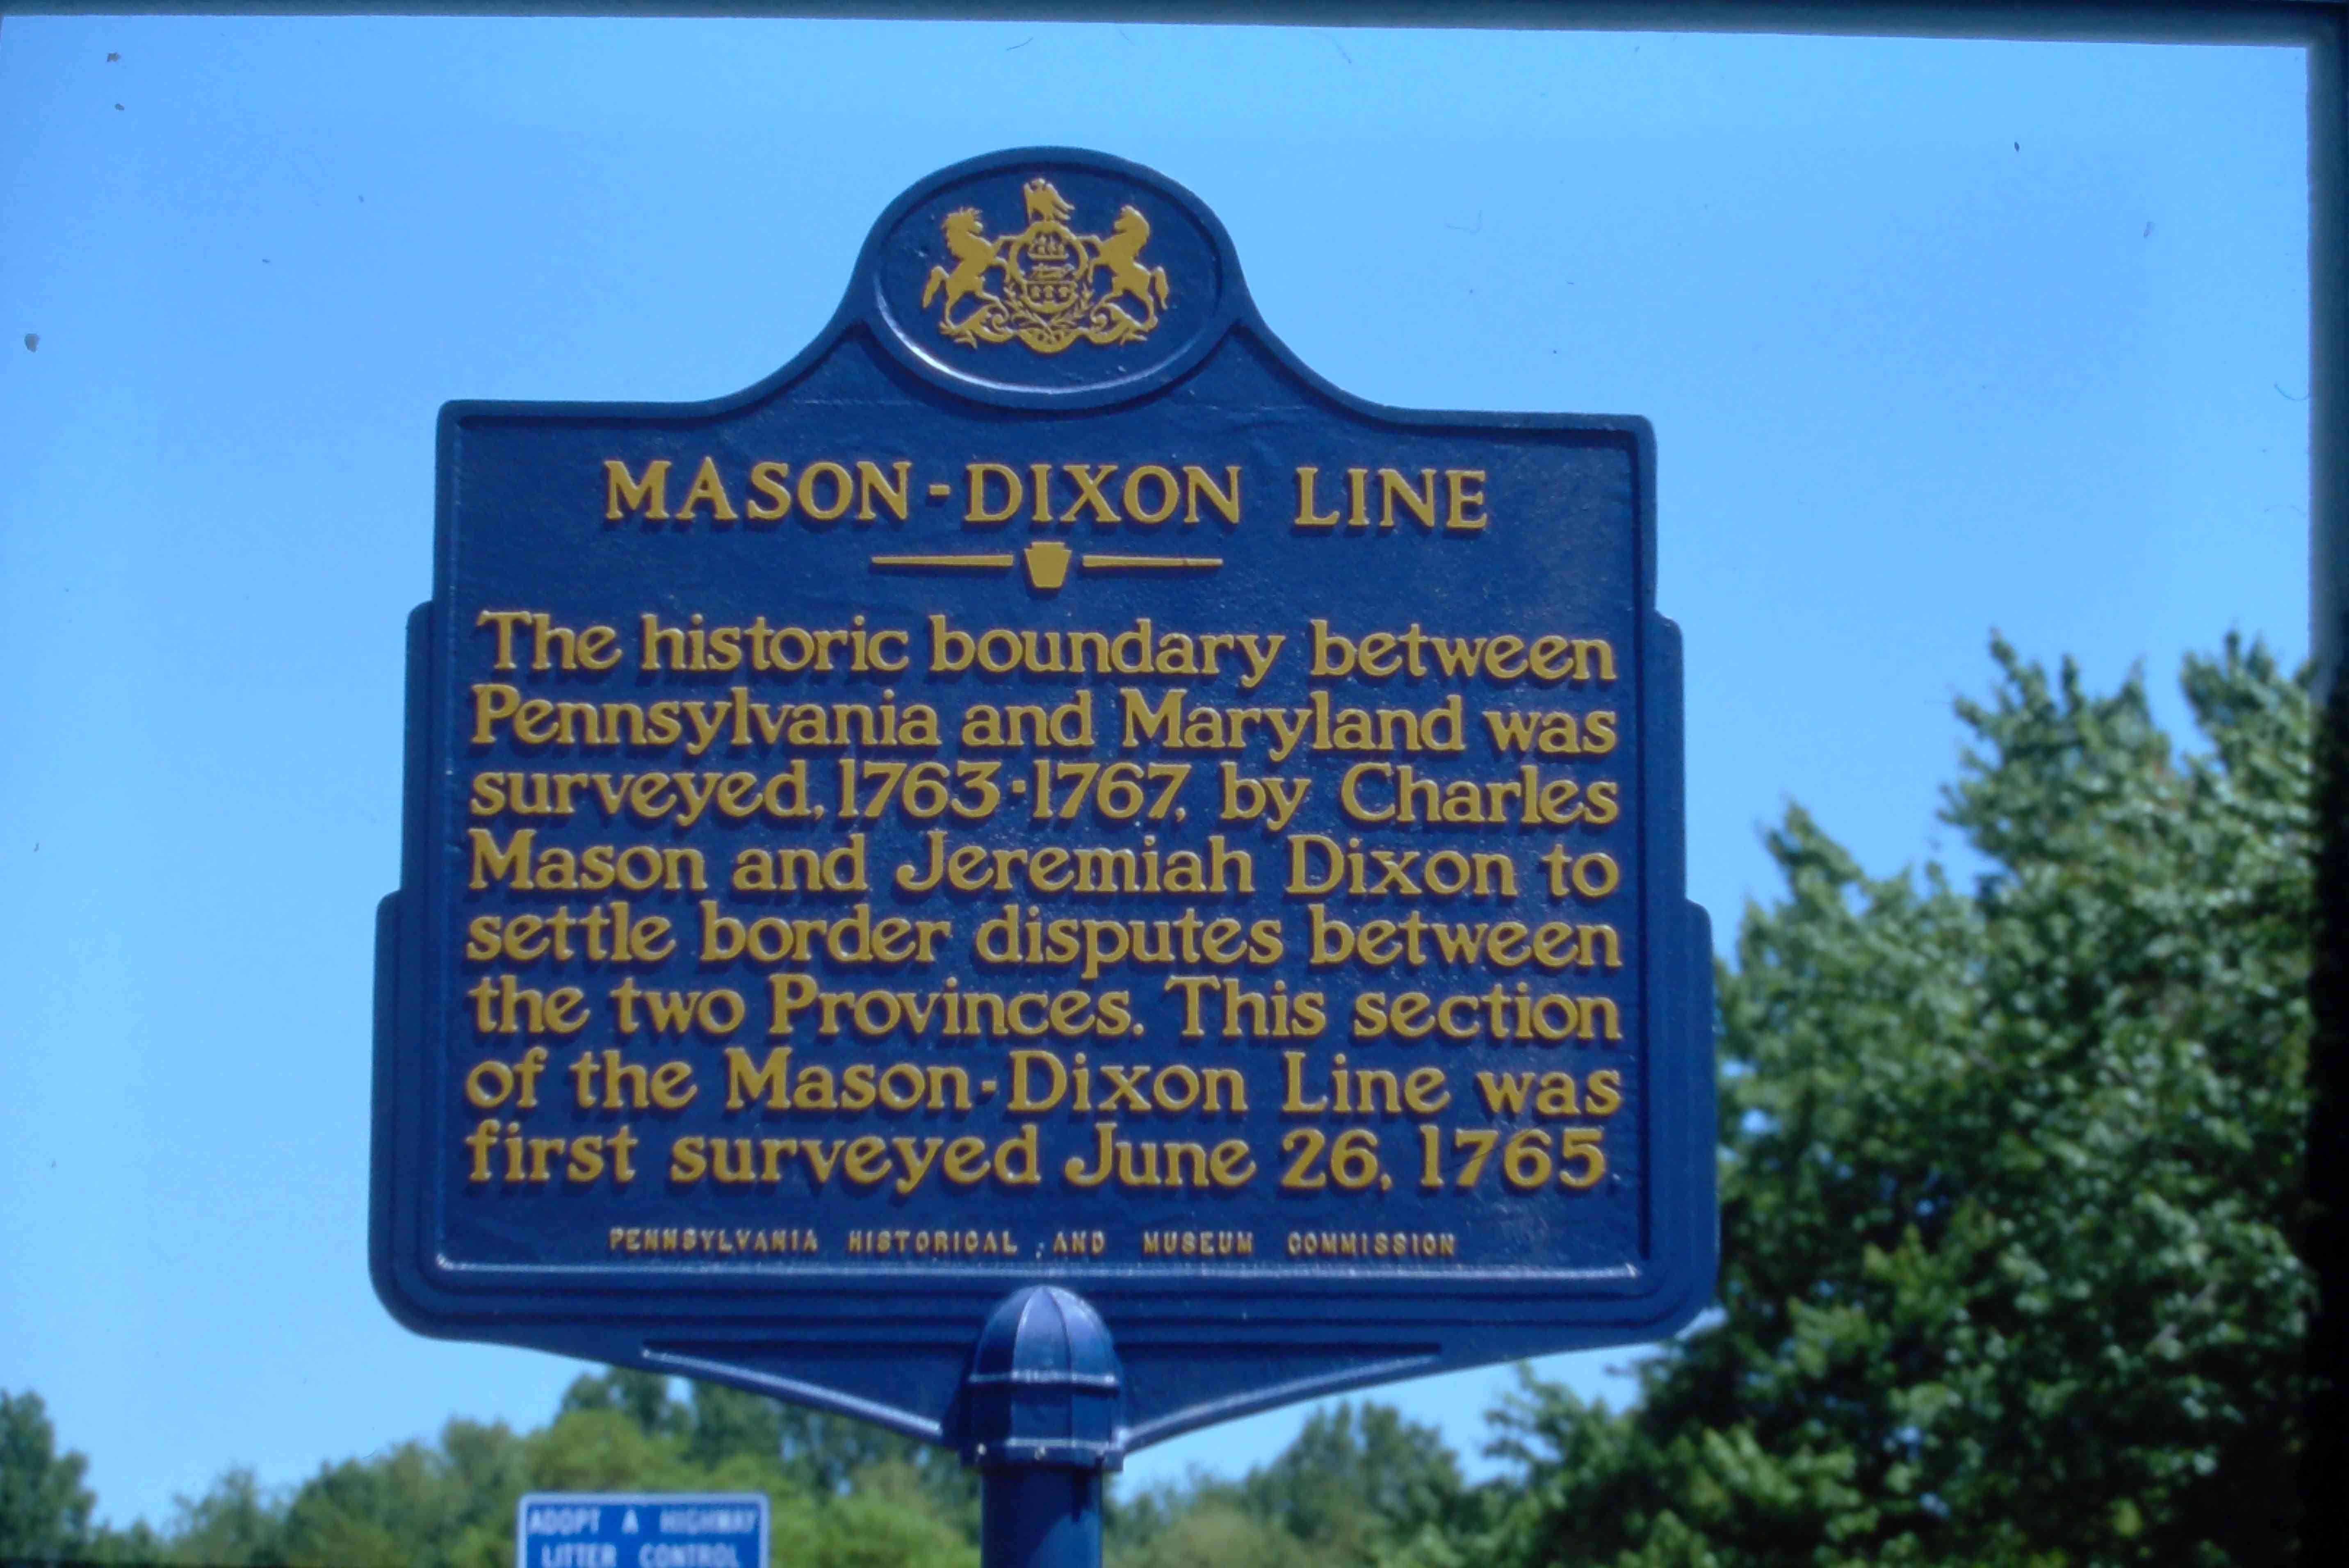 MASON-DIXON LINE
The historic boundary between
Pennsylvania and Maryland was
surveyed, 1763-1767, by Charles
Mason and Jeremiah Dixon to
settle border disputes between
the two Provinces. This section
of the Mason-Dixon Line was
first surveyed June 26, 1765.
PENNSYLVANIA HISTORICAL AND MUSEUM COMMISSION
ADOPT A HIGHWAY
LITTER CONTROL